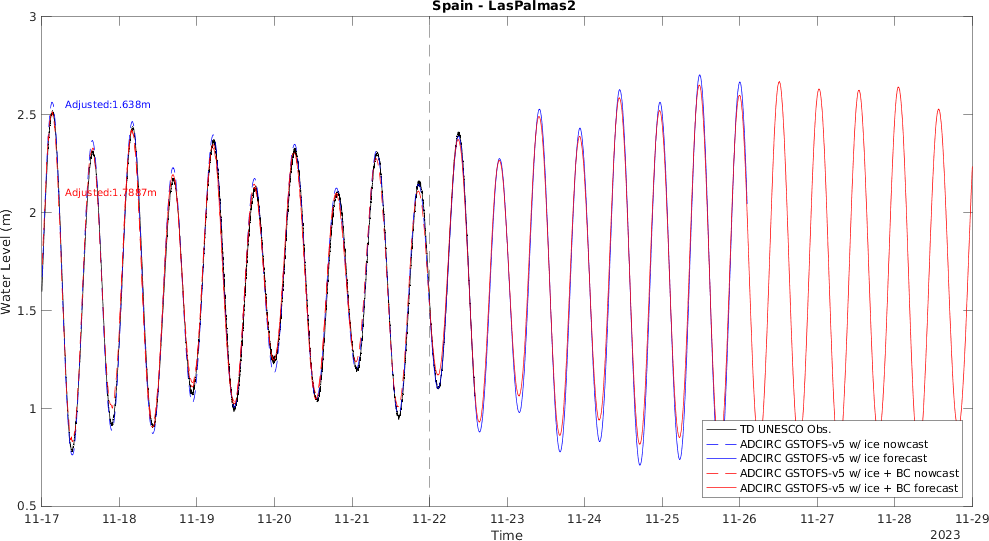 Spain - LasPalmas2
Adjusted:1.638m
Adjusted:1.7887m
Water Level (m)
3
2.5
2
1.5
1
0.5
TD UNESCO Obs.
ADCIRC GSTOFS-v5 w/ ice nowcast
ADCIRC GSTOFS-v5 w/ ice forecast
ADCIRC GSTOFS-v5 w/ ice + BC nowcast
ADCIRC GSTOFS-v5 w/ ice + BC forecast
11-17 11-18 11-19 11-20 11-21 11-22 11-23 11-24 11-25 11-26 11-27 11-28 11-29
Time
2023